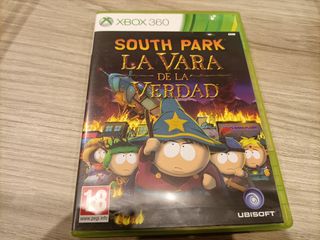 XBOX 360
SOUTH PARK
LA VARA
DE LA
VERDAD
18
www.pegi.info
UBISOFT